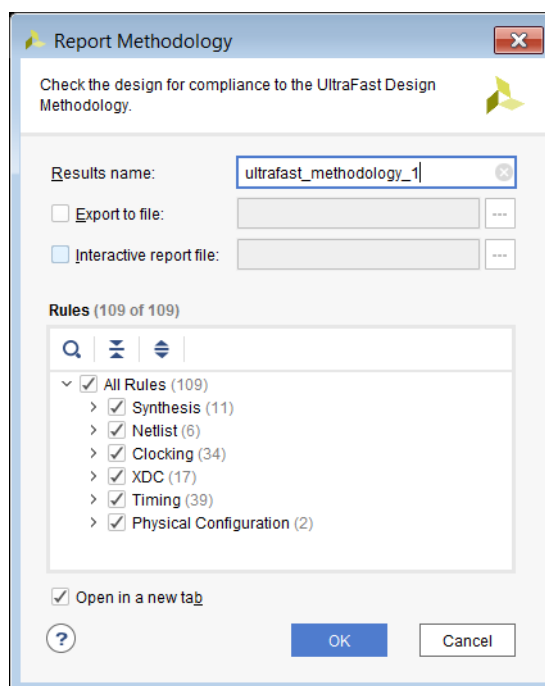 Report Methodology
Check the design for compliance to the UltraFast Design
Methodology.
Results name: ultrafast_methodology_1
Export to file: ...
Interactive report file: ...
Rules (109 of 109)
All Rules (109)
Synthesis (11)
Netlist (6)
Clocking (34)
XDC (17)
Timing (39)
Physical Configuration (2)
Open in a new tab
? OK Cancel